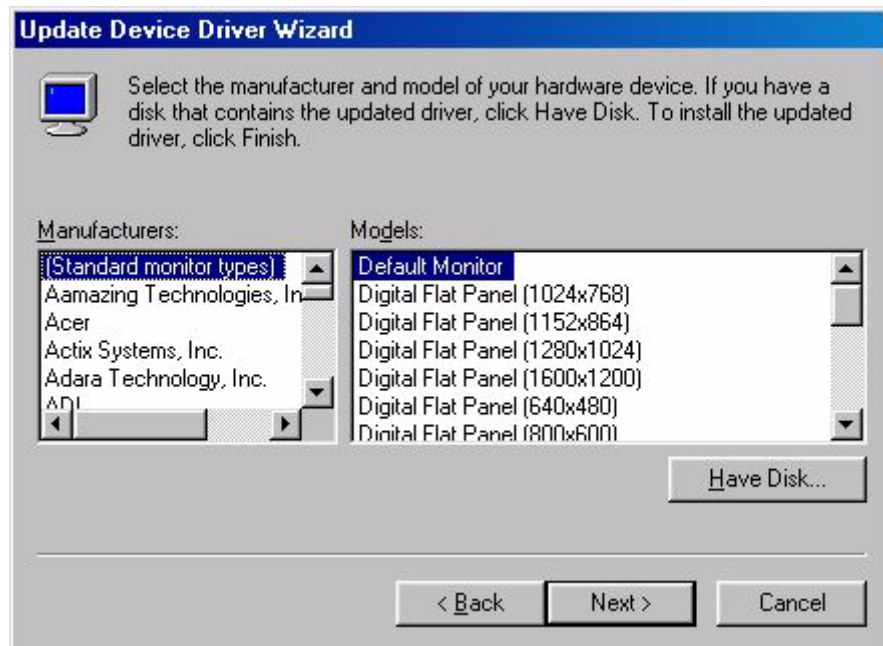 Update Device Driver Wizard
Select the manufacturer and model of your hardware device. If you have a
disk that contains the updated driver, click Have Disk. To install the updated
driver, click Finish.
Manufacturers:
(Standard monitor types)
Aamazing Technologies, In
Acer
Actix Systems, Inc.
Adara Technology, Inc.
ADI
Models:
Default Monitor
Digital Flat Panel (1024x768)
Digital Flat Panel (1152x864)
Digital Flat Panel (1280x1024)
Digital Flat Panel (1600x1200)
Digital Flat Panel (640x480)
Digital Flat Panel (800x600)
Have Disk...
< Back
Next >
Cancel